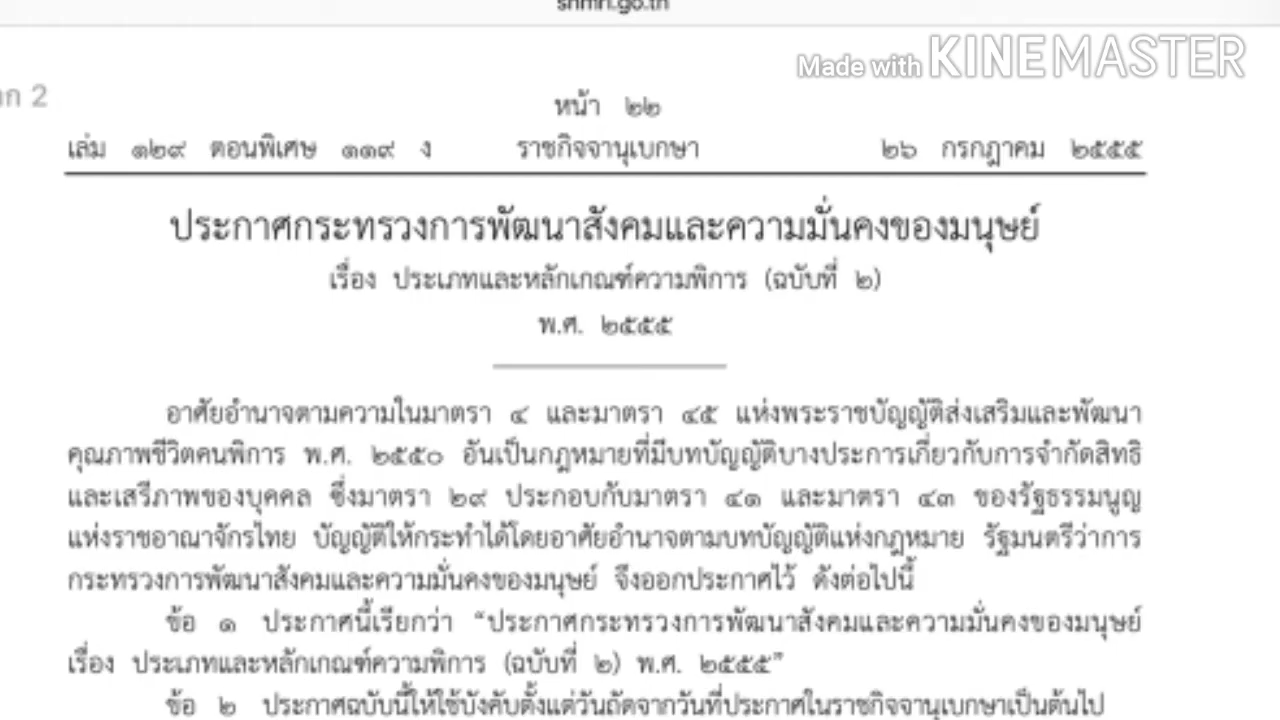 Made with KINEMASTER
หน้า ๒๒
เล่ม ๑๒๙ ตอนพิเศษ ๑๑๙ ง ราชกิจจานุเบกษา ๒๖ กรกฎาคม ๒๕๕๕
ประกาศกระทรวงการพัฒนาสังคมและความมั่นคงของมนุษย์
เรื่อง ประเภทและหลักเกณฑ์ความพิการ (ฉบับที่ ๒)
พ.ศ. ๒๕๕๕
อาศัยอำนาจตามความในมาตรา ๔ และมาตรา ๔๕ แห่งพระราชบัญญัติส่งเสริมและพัฒนา
คุณภาพชีวิตคนพิการ พ.ศ. ๒๕๕๐ อันเป็นกฎหมายที่มีบทบัญญัติบางประการเกี่ยวกับการจำกัดสิทธิ
และเสรีภาพของบุคคล ซึ่งมาตรา ๒๙ ประกอบกับมาตรา ๔๑ และมาตรา ๔๓ ของรัฐธรรมนูญ
แห่งราชอาณาจักรไทย บัญญัติให้กระทำได้โดยอาศัยอำนาจตามบทบัญญัติแห่งกฎหมาย รัฐมนตรีว่าการ
กระทรวงการพัฒนาสังคมและความมั่นคงของมนุษย์ จึงออกประกาศไว้ ดังต่อไปนี้
ข้อ ๑ ประกาศนี้เรียกว่า “ประกาศกระทรวงการพัฒนาสังคมและความมั่นคงของมนุษย์
เรื่อง ประเภทและหลักเกณฑ์ความพิการ (ฉบับที่ ๒) พ.ศ. ๒๕๕๕”
ข้อ ๒ ประกาศฉบับนี้ให้ใช้บังคับตั้งแต่วันถัดจากวันที่ประกาศในราชกิจจานุเบกษาเป็นต้นไป